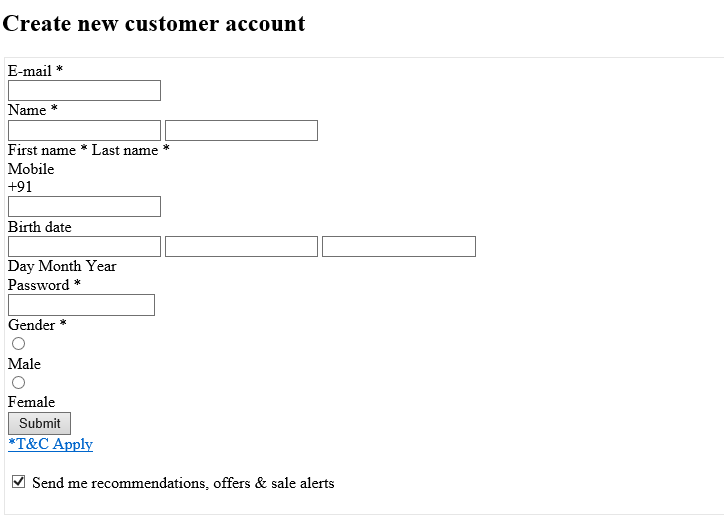 Create new customer account
E-mail *
Name *
First name * Last name *
Mobile
+91
Birth date
Day Month Year
Password *
Gender *
Male
Female
Submit
*T&C Apply
Send me recommendations, offers & sale alerts